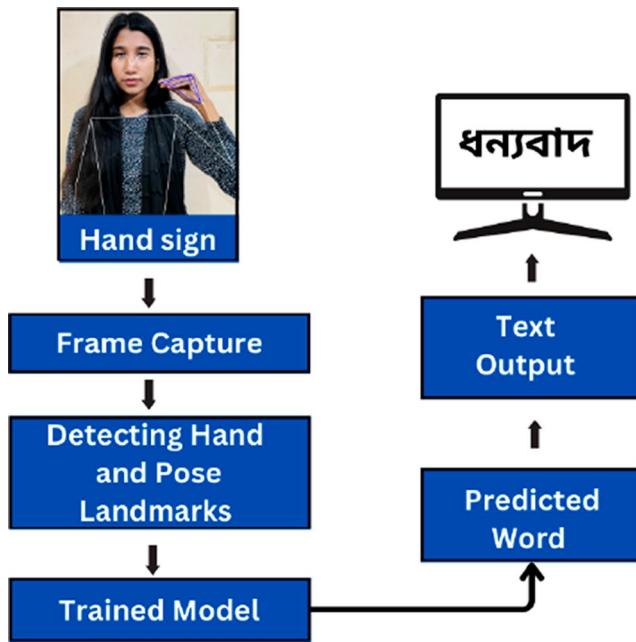 Hand sign
Frame Capture
Detecting Hand
and Pose
Landmarks
Trained Model
Predicted
Word
Text
Output
ধন্যবাদ